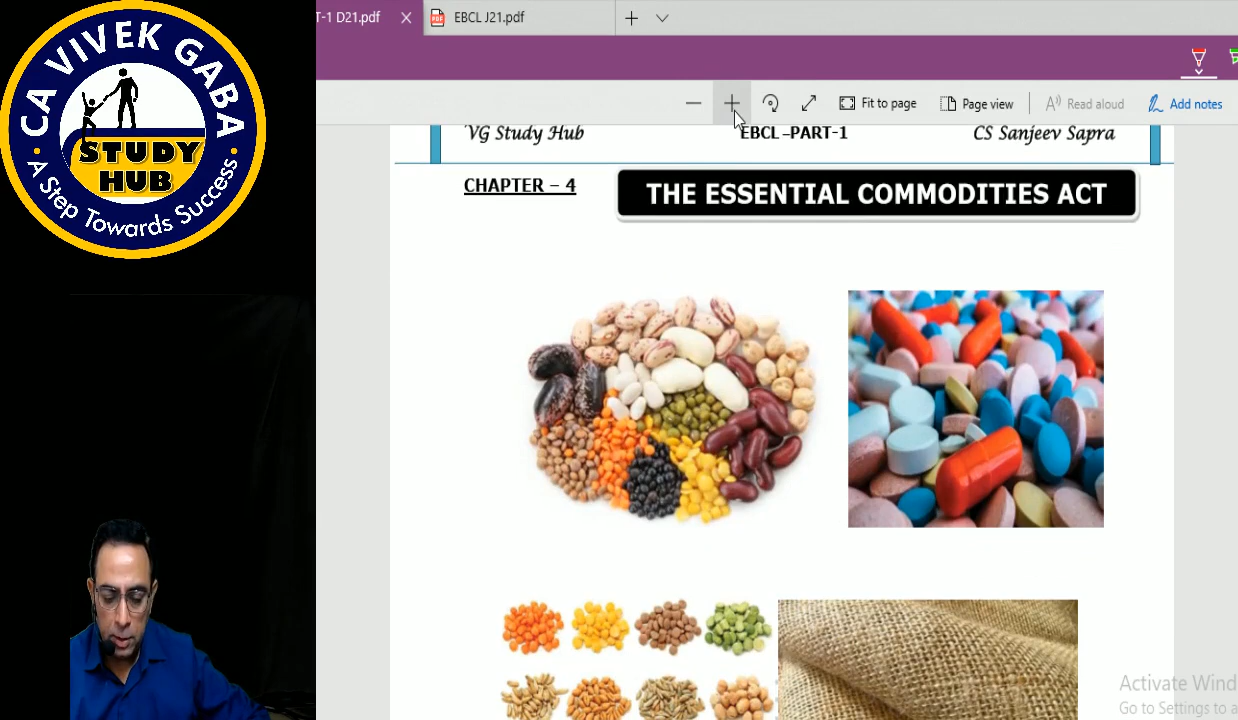 CA VIVEK GABA
STUDY
HUB
A Step Towards Success
T-1 D21.pdf
EBCL J21.pdf
Fit to page
Page view
Read aloud
Add notes
VG Study Hub
EBCL –PART-1
CS Sanjeev Sapra
CHAPTER – 4
THE ESSENTIAL COMMODITIES ACT
Activate Wind
Go to Settings to a